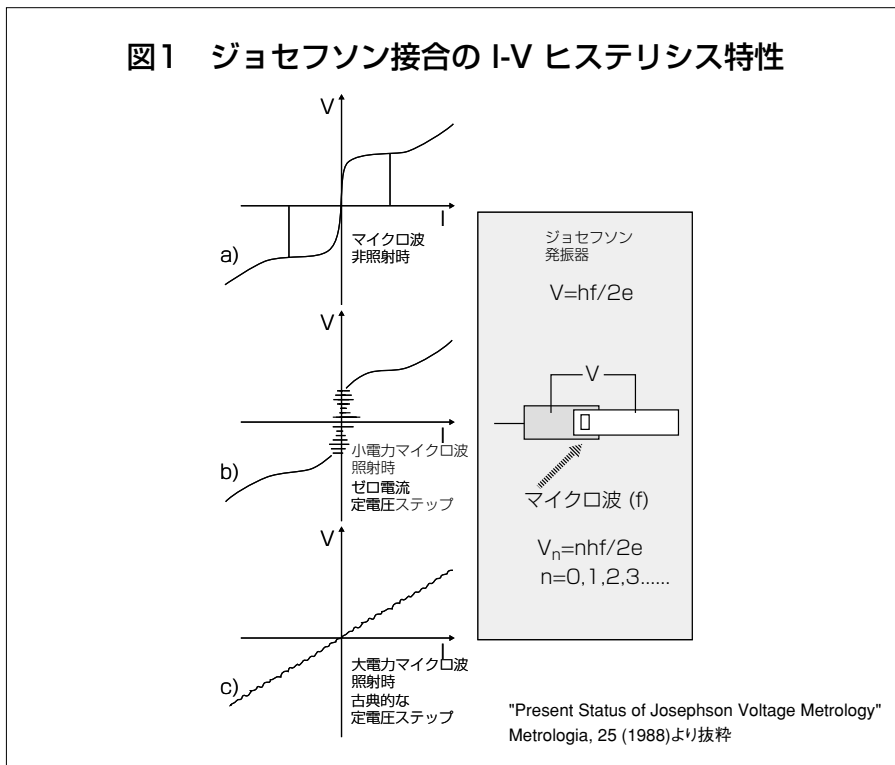 図1 ジョセフソン接合の I-V ヒステリシス特性
V
I
a)
マイクロ波
非照射時
V
I
b)
小電力マイクロ波
照射時
ゼロ電流
定電圧ステップ
V
I
c)
大電力マイクロ波
照射時
古典的な
定電圧ステップ
ジョセフソン
発振器
V=hf/2e
V
マイクロ波 (f)
Vn=nhf/2e
n=0,1,2,3......
"Present Status of Josephson Voltage Metrology"
Metrologia, 25 (1988)より抜粋